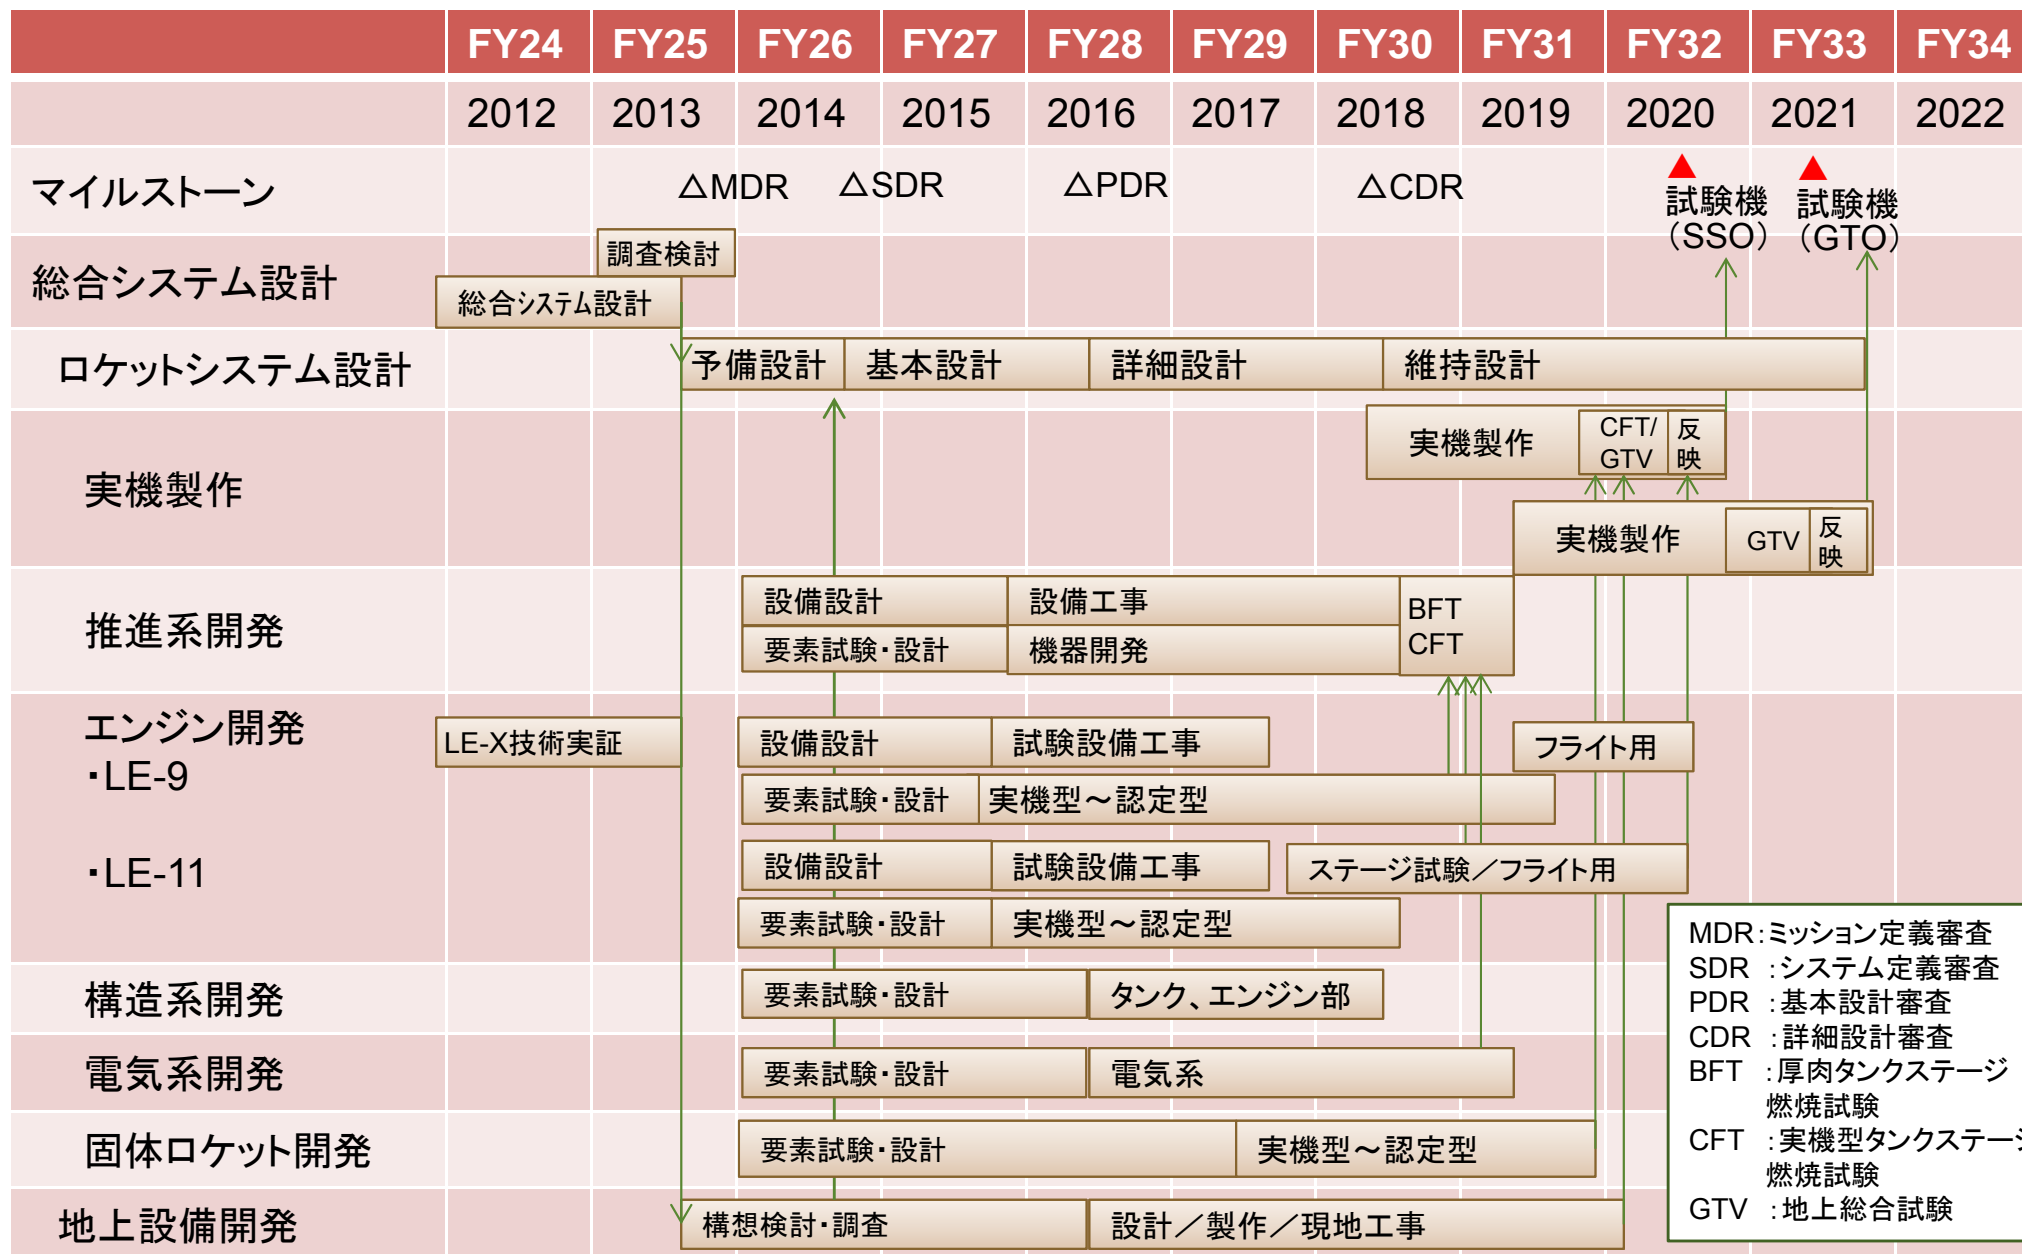 FY24 FY25 FY26 FY27 FY28 FY29 FY30 FY31 FY32 FY33 FY34
2012 2013 2014 2015 2016 2017 2018 2019 2020 2021 2022
マイルストーン
△MDR △SDR △PDR △CDR
▲ ▲
試験機 試験機
（SSO） （GTO）
総合システム設計
調査検討
総合システム設計
ロケットシステム設計
予備設計 基本設計 詳細設計 維持設計
実機製作
実機製作
CFT/
GTV
反
映
実機製作
GTV
反
映
推進系開発
設備設計 設備工事
要素試験・設計 機器開発
BFT
CFT
エンジン開発
・LE-9
LE-X技術実証 設備設計 試験設備工事 フライト用
要素試験・設計 実機型～認定型
・LE-11
設備設計 試験設備工事 ステージ試験／フライト用
要素試験・設計 実機型～認定型
構造系開発
要素試験・設計 タンク、エンジン部
電気系開発
要素試験・設計 電気系
固体ロケット開発
要素試験・設計 実機型～認定型
地上設備開発
構想検討・調査 設計／製作／現地工事
MDR：ミッション定義審査
SDR ：システム定義審査
PDR ：基本設計審査
CDR ：詳細設計審査
BFT ：厚肉タンクステージ
燃焼試験
CFT ：実機型タンクステージ
燃焼試験
GTV ：地上総合試験